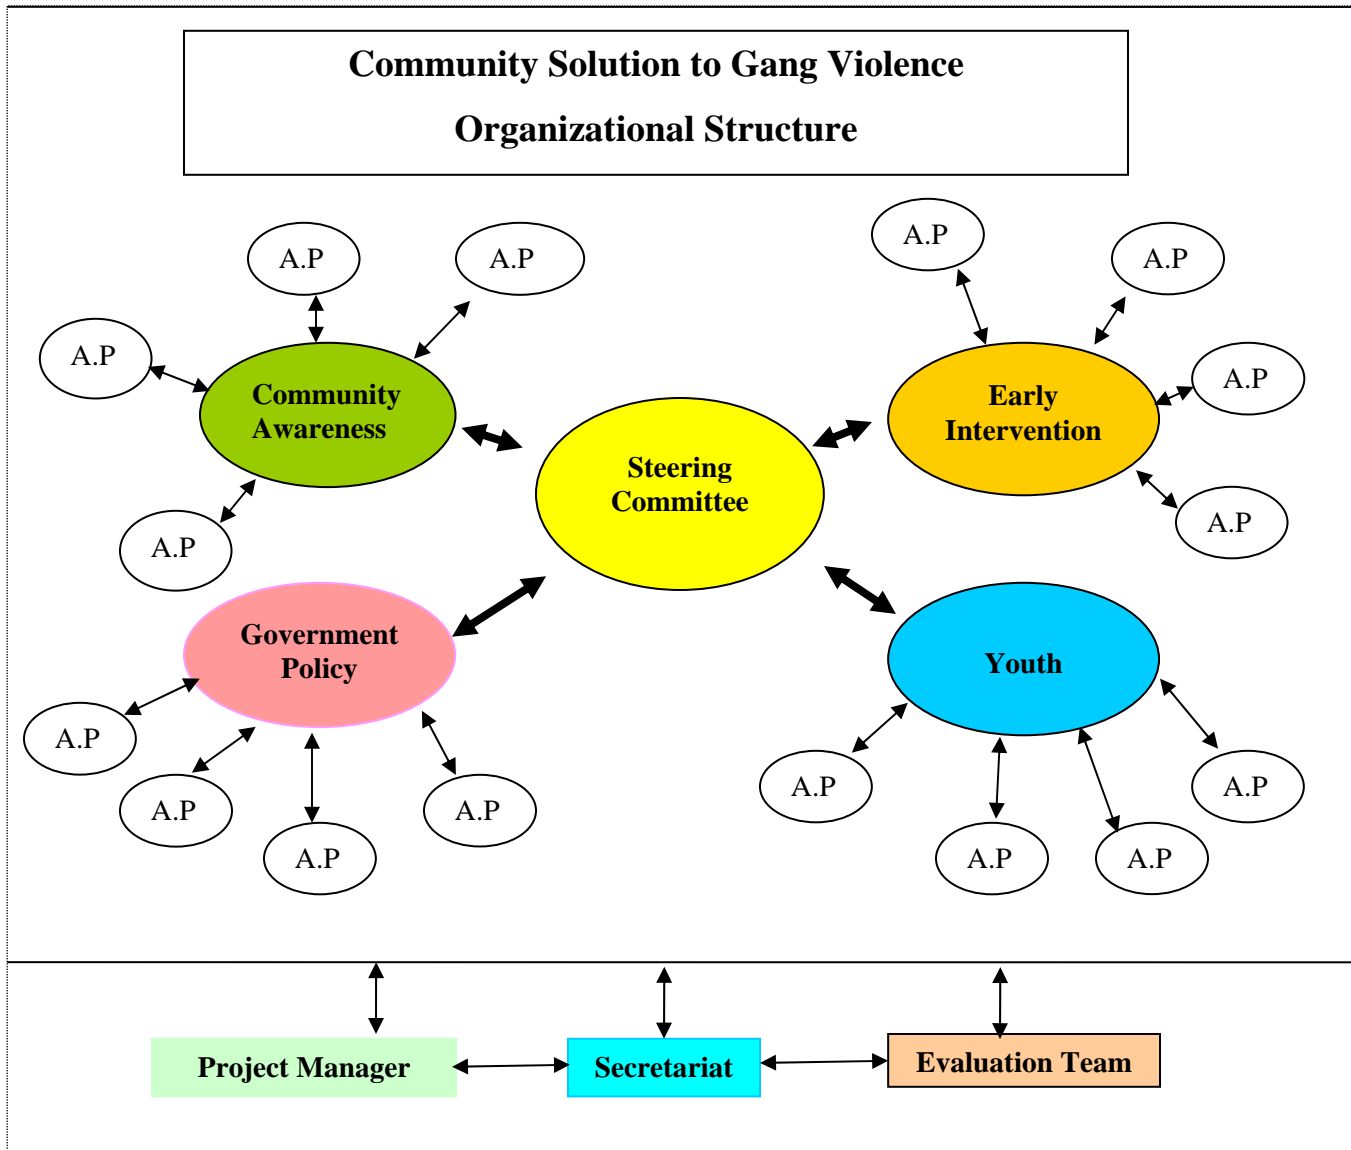 Community Solution to Gang Violence
Organizational Structure
A.P
A.P
A.P
A.P
Community
Awareness
A.P
A.P
A.P
Early
Intervention
A.P
A.P
Steering
Committee
Government
Policy
A.P
A.P
A.P
A.P
Youth
A.P
A.P
A.P
A.P
Project Manager
Secretariat
Evaluation Team